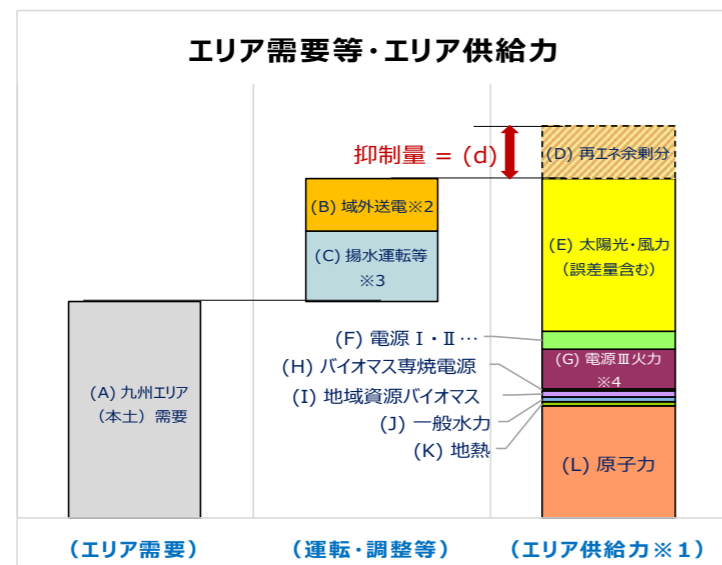 エリア需要等・エリア供給力
抑制量 = (d)
(D) 再エネ余剰分
(B) 域外送電※2
(C) 揚水運転等
※3
(E) 太陽光・風力
(誤差量含む)
(F) 電源Ⅰ・Ⅱ…
(G) 電源Ⅲ火力
※4
(H) バイオマス専焼電源
(I) 地域資源バイオマス
(J) 一般水力
(K) 地熱
(A) 九州エリア
(本土) 需要
(L) 原子力
(エリア需要)
(運転・調整等)
(エリア供給力※1)